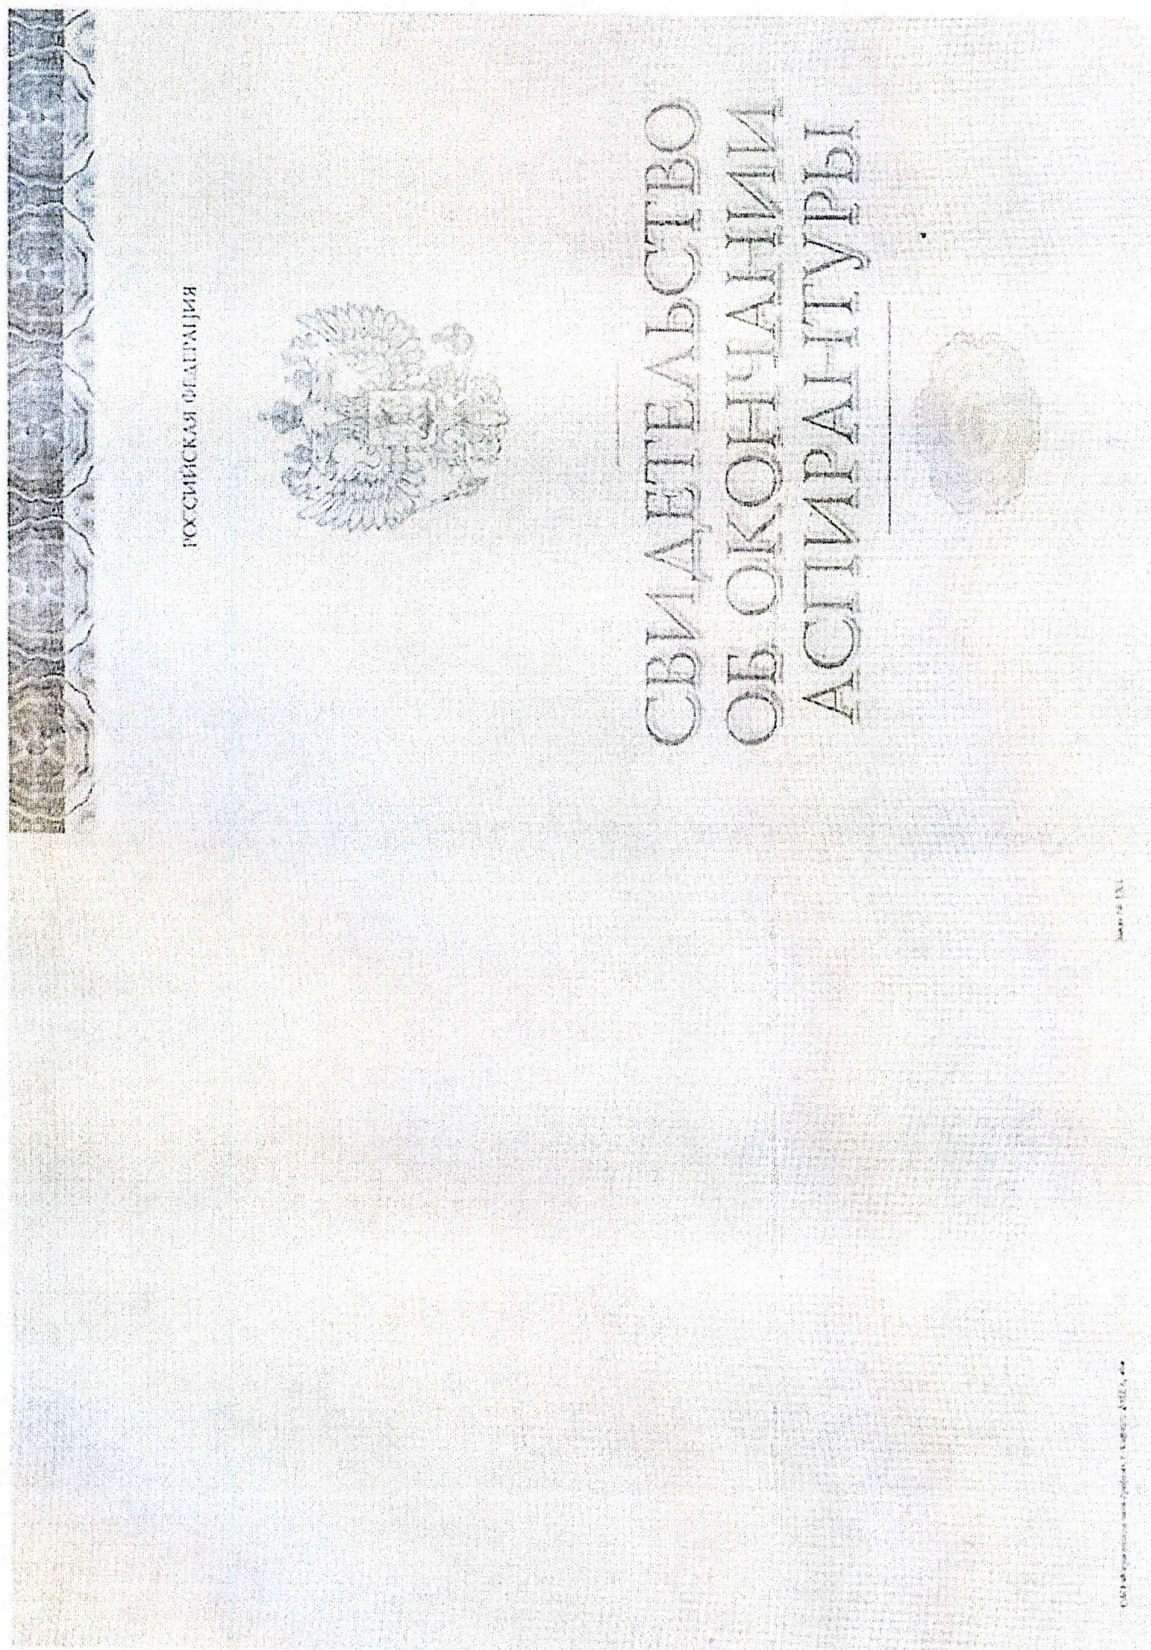 РОССИЙСКАЯ ФЕДЕРАЦИЯ
СВИДЕТЕЛЬСТВО
ОБ ОКОНЧАНИИ
АСПИРАНТУРЫ